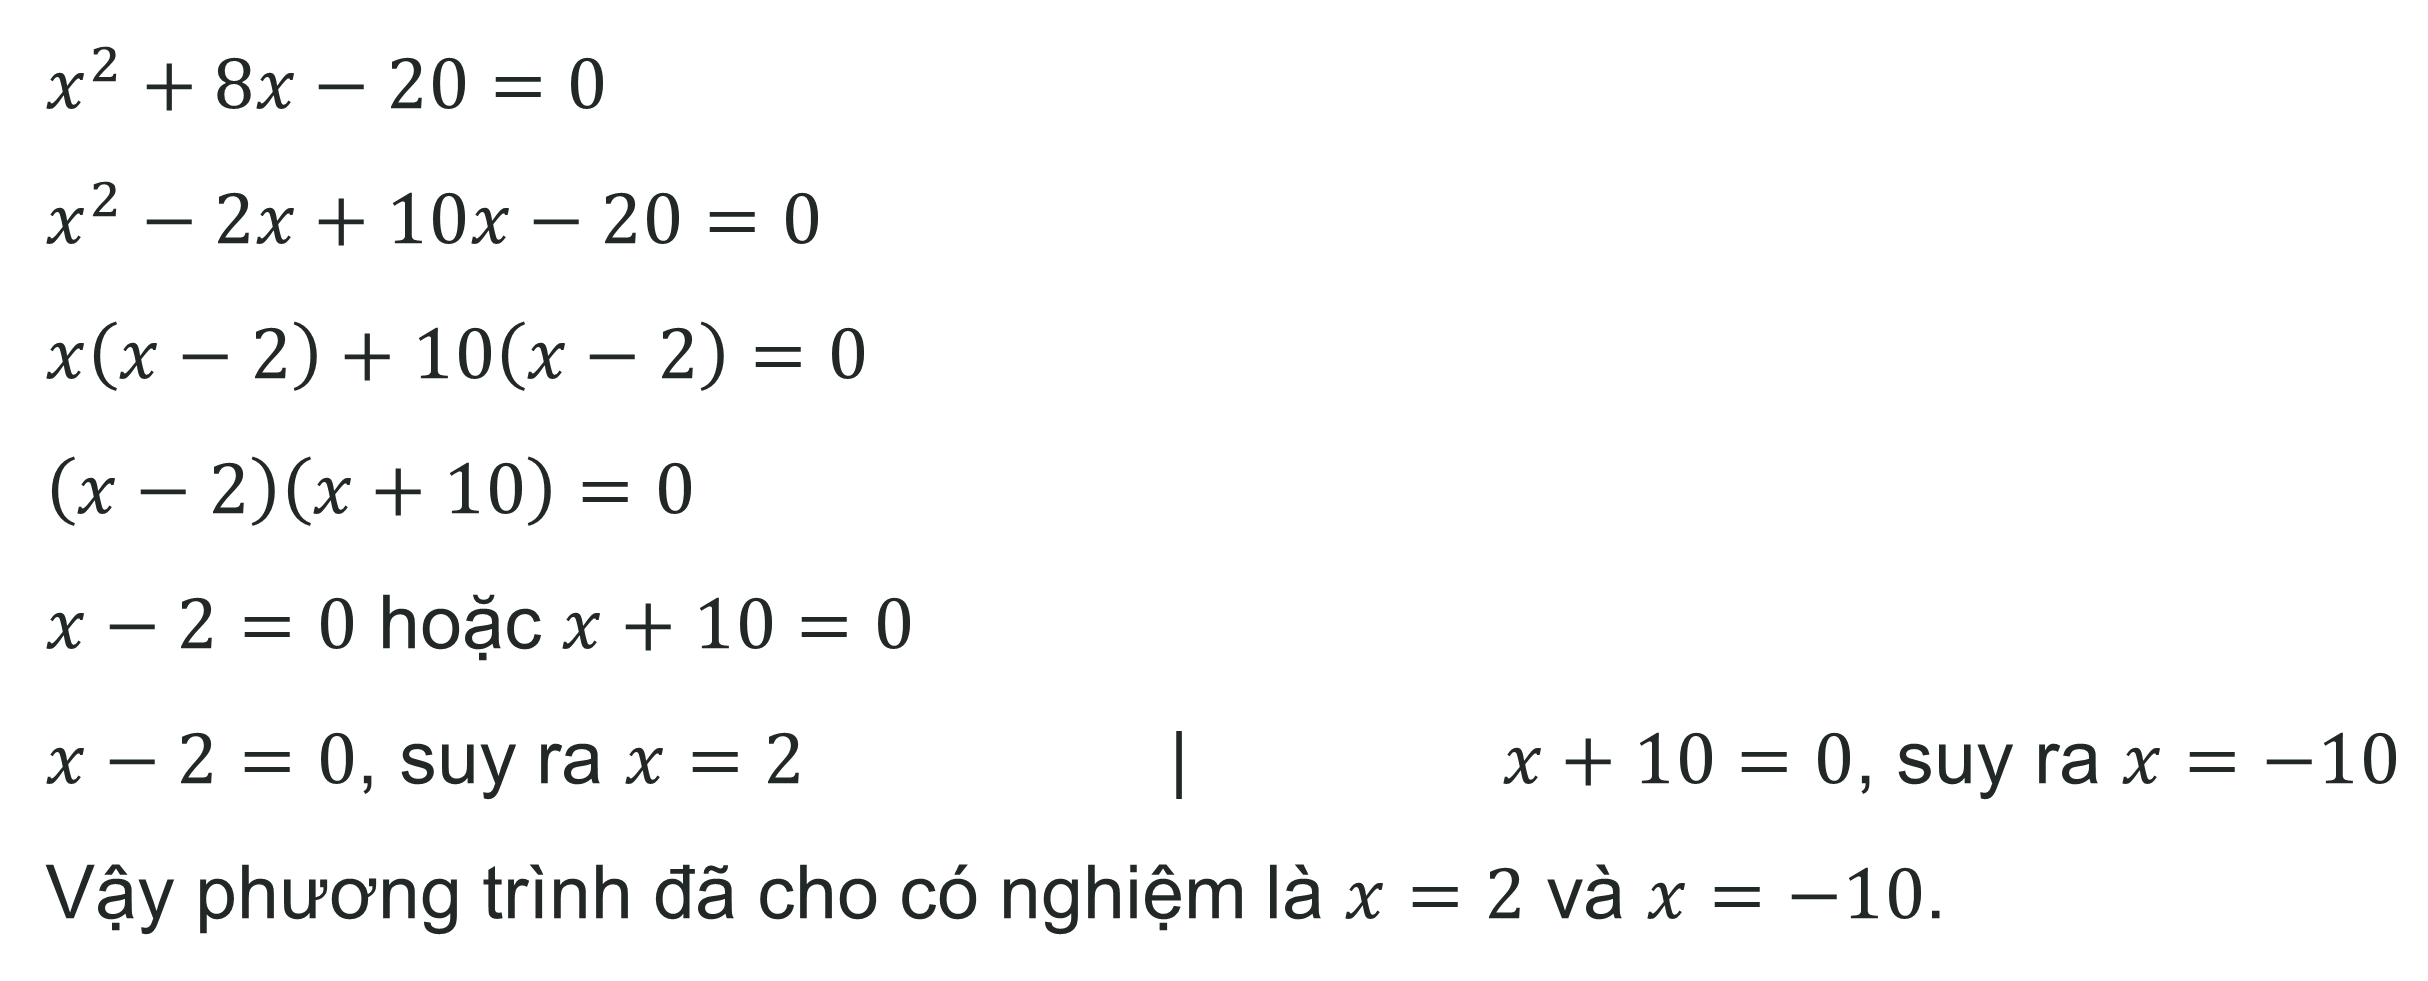 x² + 8x − 20 = 0
x² − 2x + 10x − 20 = 0
x(x − 2) + 10(x − 2) = 0
(x − 2)(x + 10) = 0
x − 2 = 0 hoặc x + 10 = 0
x − 2 = 0, suy ra x = 2 | x + 10 = 0, suy ra x = −10
Vậy phương trình đã cho có nghiệm là x = 2 và x = −10.